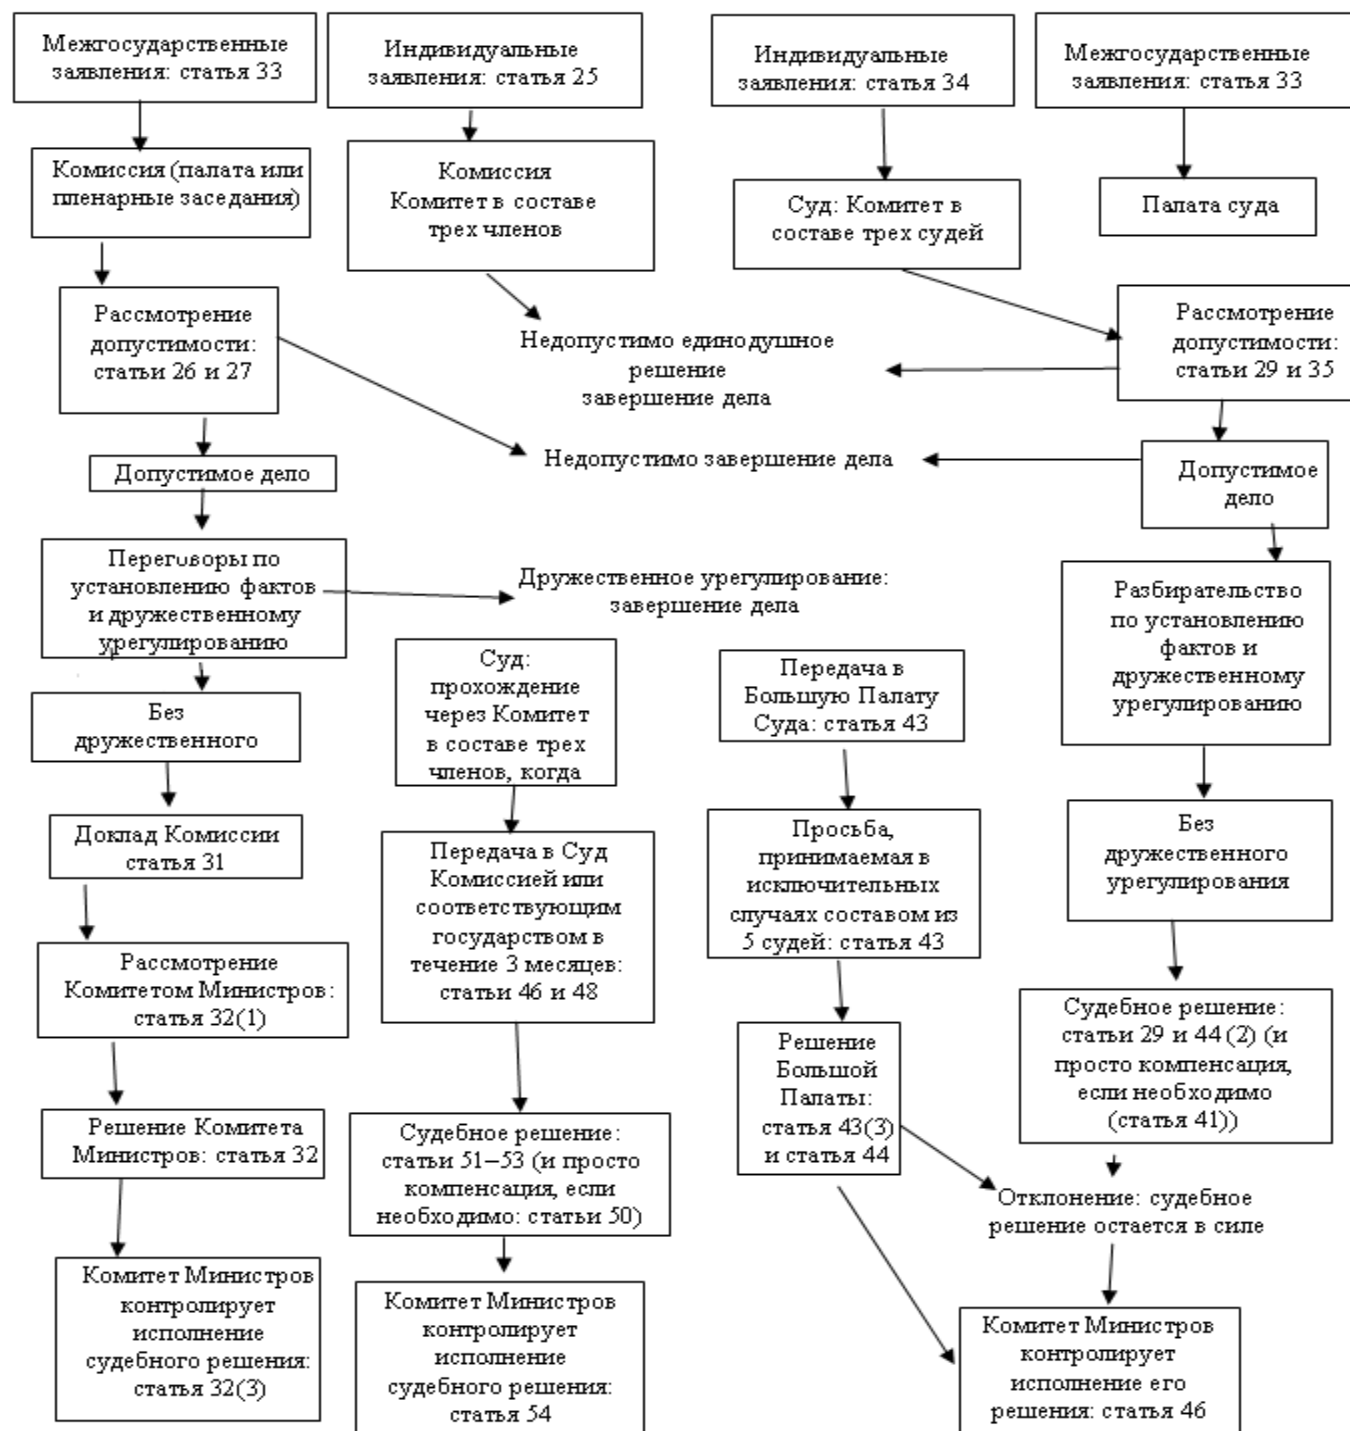 Межгосударственные
заявления: статья 33
Индивидуальные
заявления: статья 25
Индивидуальные
заявления: статья 34
Межгосударственные
заявления: статья 33
Комиссия (палата или
пленарные заседания)
Комиссия
Комитет в составе
трех членов
Суд: Комитет в
составе трех судей
Палата суда
Рассмотрение
допустимости:
статьи 26 и 27
Недопустимо единодушное
решение
завершение дела
Рассмотрение
допустимости:
статьи 29 и 35
Недопустимо завершение дела
Допустимое дело
Допустимое
дело
Переговоры по
установлению фактов
и дружественному
урегулированию
Дружественное урегулирование:
завершение дела
Разбирательство
по установлению
фактов и
дружественному
урегулированию
Суд:
прохождение
через Комитет
в составе трех
членов, когда
Передача в
Большую Палату
Суда: статья 43
Без
дружественного
Доклад Комиссии
статья 31
Передача в Суд
Комиссией или
соответствующим
государством в
течение 3 месяцев:
статьи 46 и 48
Просьба,
принимаемая в
исключительных
случаях составом из
5 судей: статья 43
Без
дружественного
урегулирования
Рассмотрение
Комитетом Министров:
статья 32(1)
Решение
Большой
Палаты:
статья 43(3)
и статья 44
Судебное решение:
статьи 29 и 44 (2) (и
просто компенсация,
если необходимо
(статья 41))
Решение Комитета
Министров: статья 32
Судебное решение:
статьи 51–53 (и просто
компенсация, если
необходимо: статьи 50)
Отклонение: судебное
решение остается в силе
Комитет Министров
контролирует
исполнение
судебного решения:
статья 32(3)
Комитет Министров
контролирует
исполнение
судебного решения:
статья 54
Комитет Министров
контролирует
исполнение его
решения: статья 46